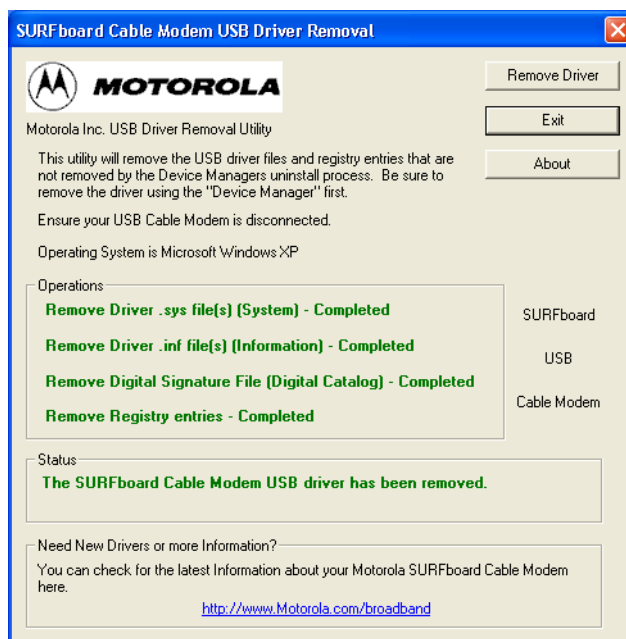 SURFboard Cable Modem USB Driver Removal
MOTOROLA
Remove Driver
Exit
About
Motorola Inc. USB Driver Removal Utility
This utility will remove the USB driver files and registry entries that are
not removed by the Device Managers uninstall process.  Be sure to
remove the driver using the "Device Manager" first.
Ensure your USB Cable Modem is disconnected.
Operating System is Microsoft Windows XP
Operations
Remove Driver .sys file(s) (System) - Completed
Remove Driver .inf file(s) (Information) - Completed
Remove Digital Signature File (Digital Catalog) - Completed
Remove Registry entries - Completed
SURFboard
USB
Cable Modem
Status
The SURFboard Cable Modem USB driver has been removed.
Need New Drivers or more Information?
You can check for the latest Information about your Motorola SURFboard Cable Modem
here.
http://www.Motorola.com/broadband